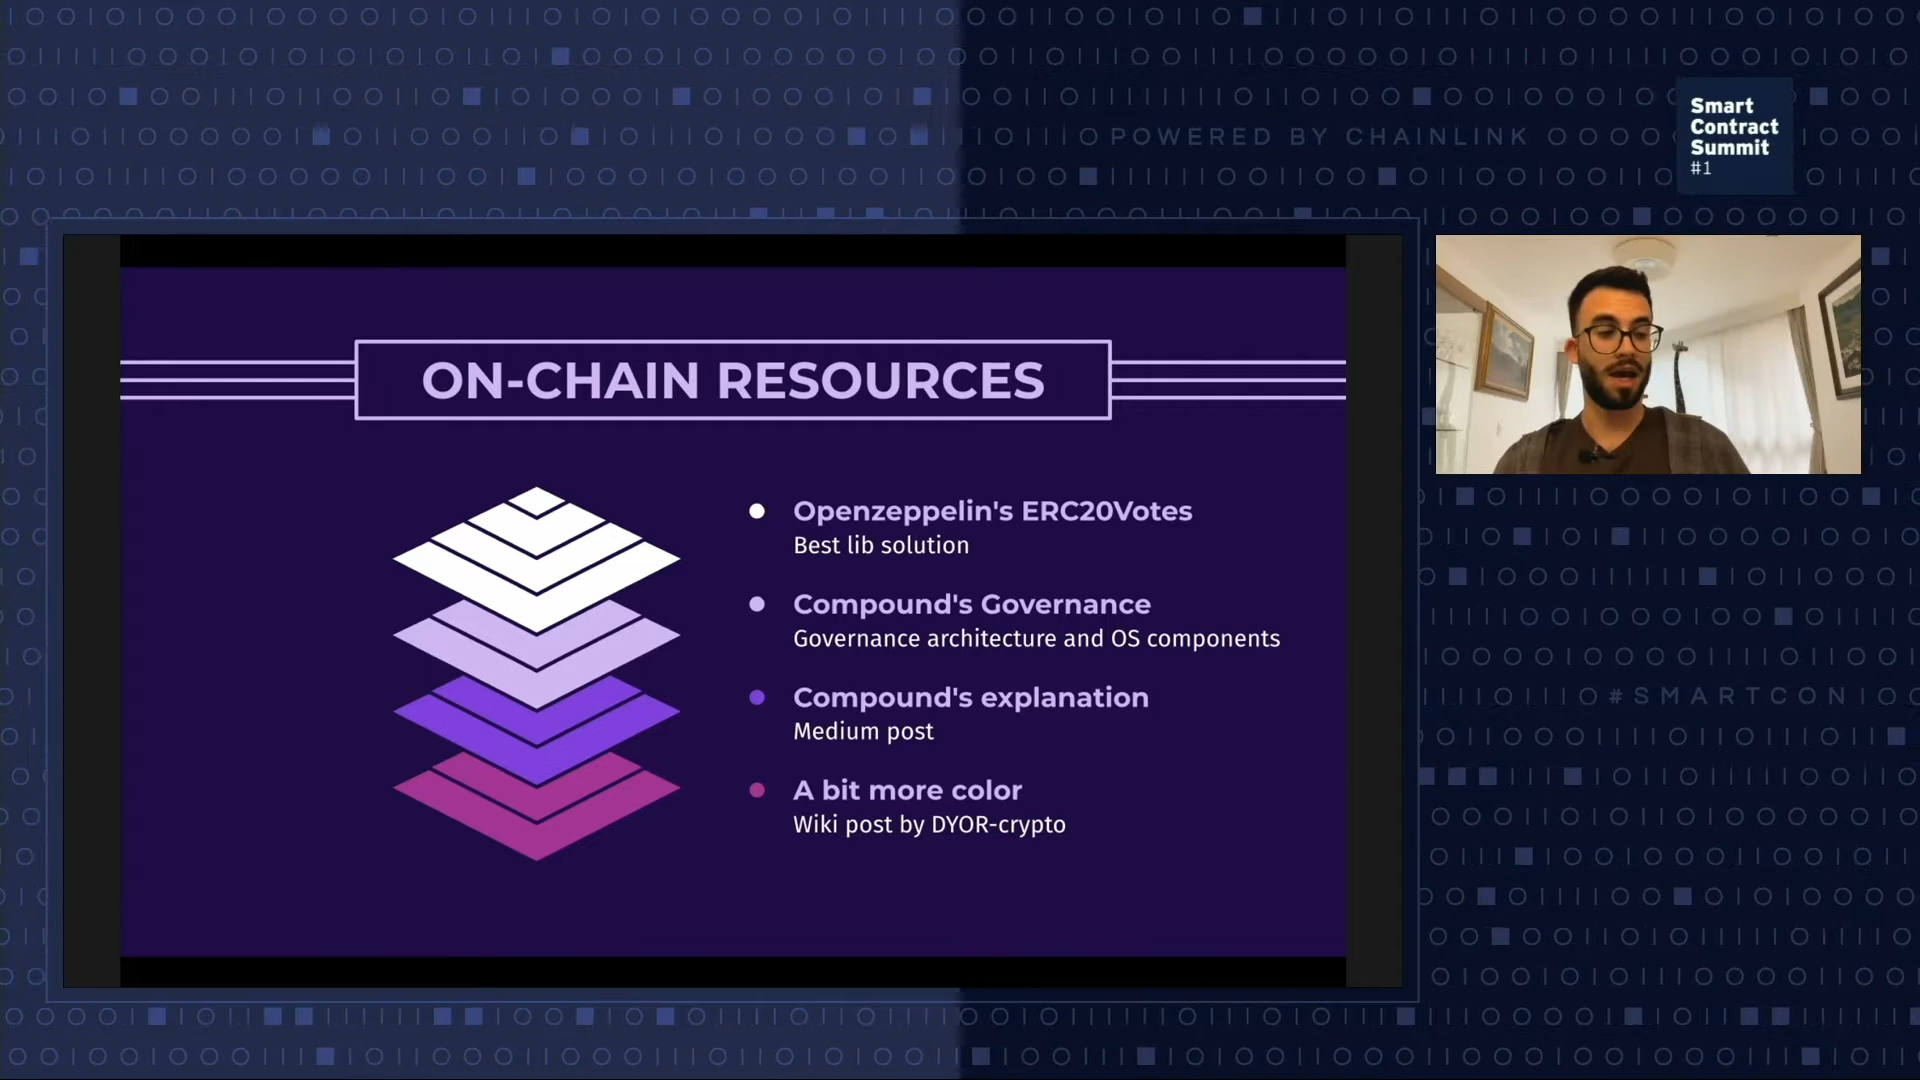 POWERED BY CHAINLINK
Smart
Contract
Summit
#1
ON-CHAIN RESOURCES
Openzeppelin's ERC20Votes
Best lib solution
Compound's Governance
Governance architecture and OS components
Compound's explanation
Medium post
A bit more color
Wiki post by DYOR-crypto
#SMARTCON